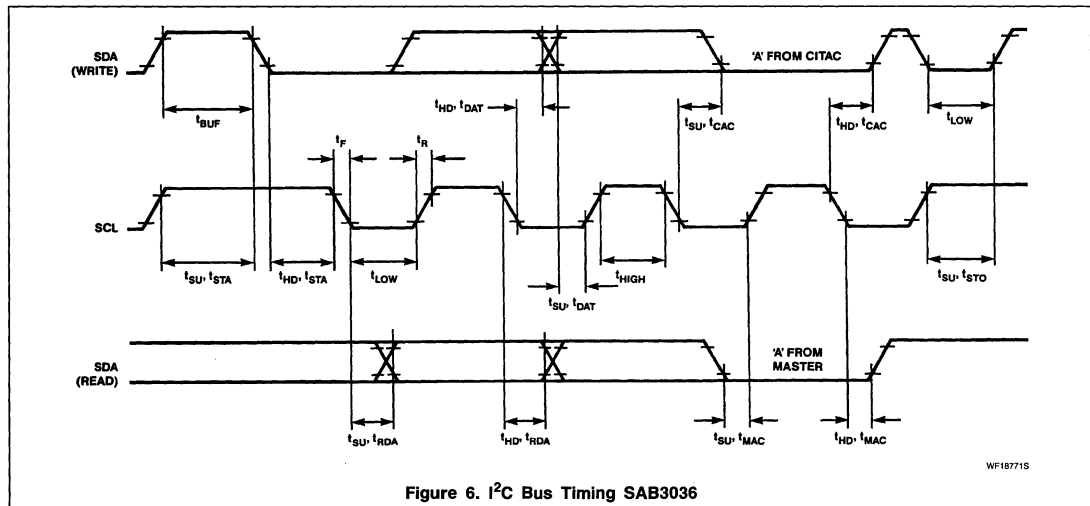 SDA
(WRITE)
'A' FROM CITAC
tBUF
tHD, tDAT
tSU, tCAC
tHD, tCAC
tLOW
tF
tR
SCL
tSU, tSTA
tHD, tSTA
tLOW
tSU, tDAT
tHIGH
tSU, tSTO
SDA
(READ)
'A' FROM
MASTER
tSU, tRDA
tHD, tRDA
tSU, tMAC
tHD, tMAC
WF18771S
Figure 6. I²C Bus Timing SAB3036